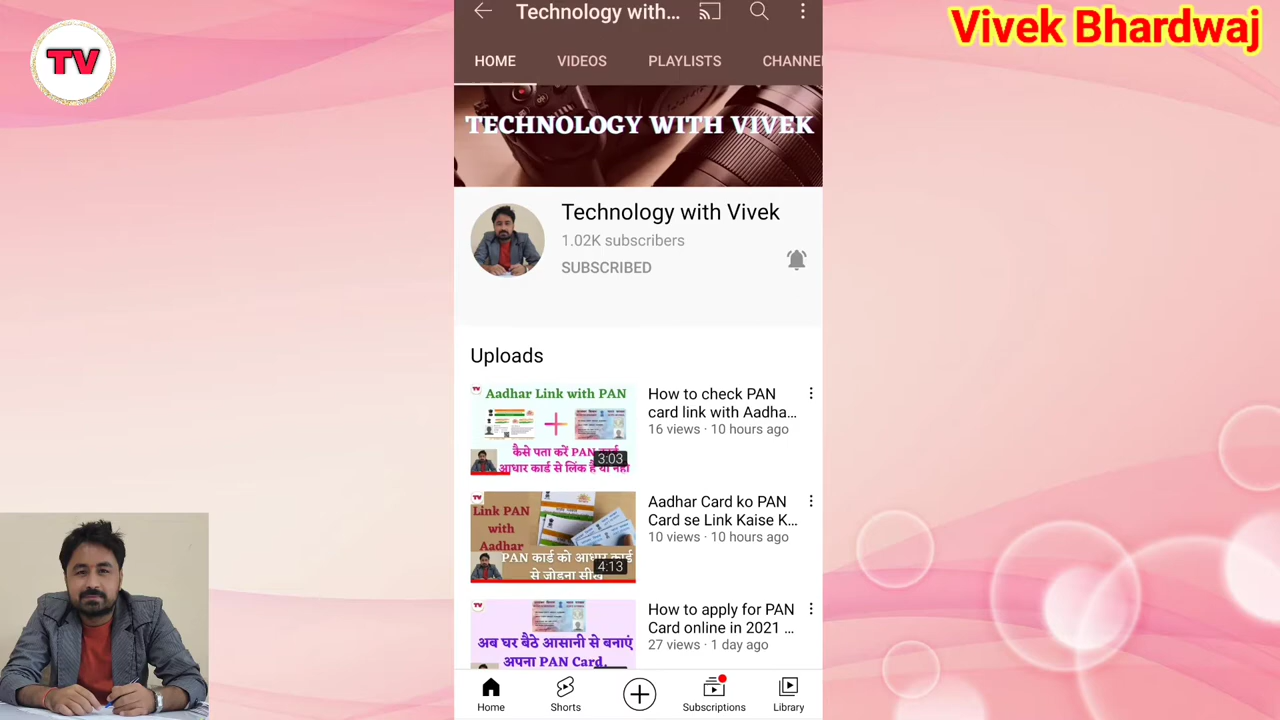 TV
Vivek Bhardwaj
Technology with...
HOME VIDEOS PLAYLISTS CHANNE
TECHNOLOGY WITH VIVEK
Technology with Vivek
1.02K subscribers
SUBSCRIBED
Uploads
Aadhar Link with PAN
कैसे पता करें PAN कार्ड
आधार कार्ड से लिंक है या नहीं
3:03
How to check PAN
card link with Aadha...
16 views · 10 hours ago
TV
Link PAN
with
Aadhar
PAN कार्ड को आधार कार्ड
से जोड़ना सीखें
4:13
Aadhar Card ko PAN
Card se Link Kaise K...
10 views · 10 hours ago
TV
अब घर बैठे आसानी से बनाएं
अपना PAN Card.
How to apply for PAN
Card online in 2021 ...
27 views · 1 day ago
Home Shorts Subscriptions Library